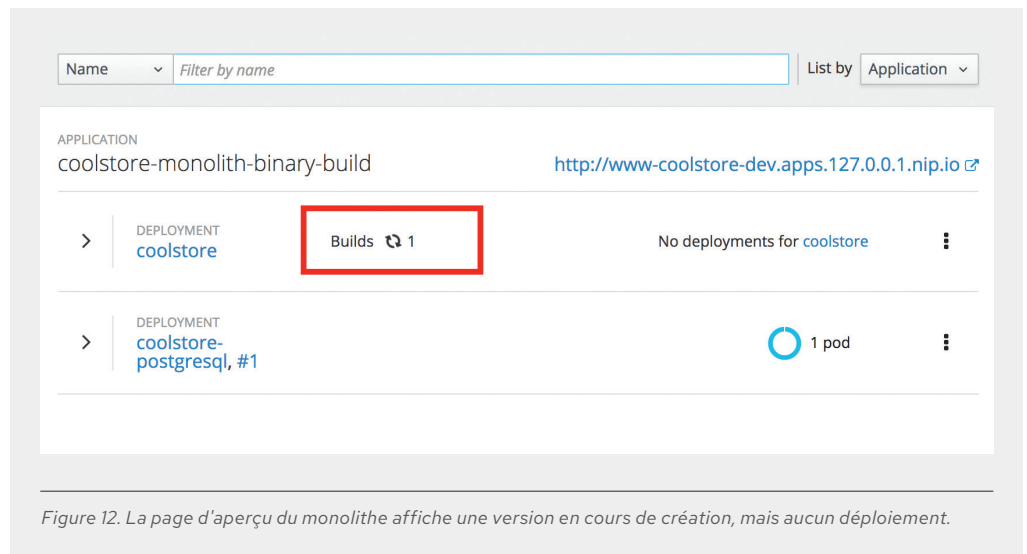 Name Filter by name List by Application
APPLICATION
coolstore-monolith-binary-build http://www-coolstore-dev.apps.127.0.0.1.nip.io
DEPLOYMENT
coolstore Builds 1 No deployments for coolstore
DEPLOYMENT
coolstore-
postgresql, #1 1 pod
Figure 12. La page d'aperçu du monolithe affiche une version en cours de création, mais aucun déploiement.